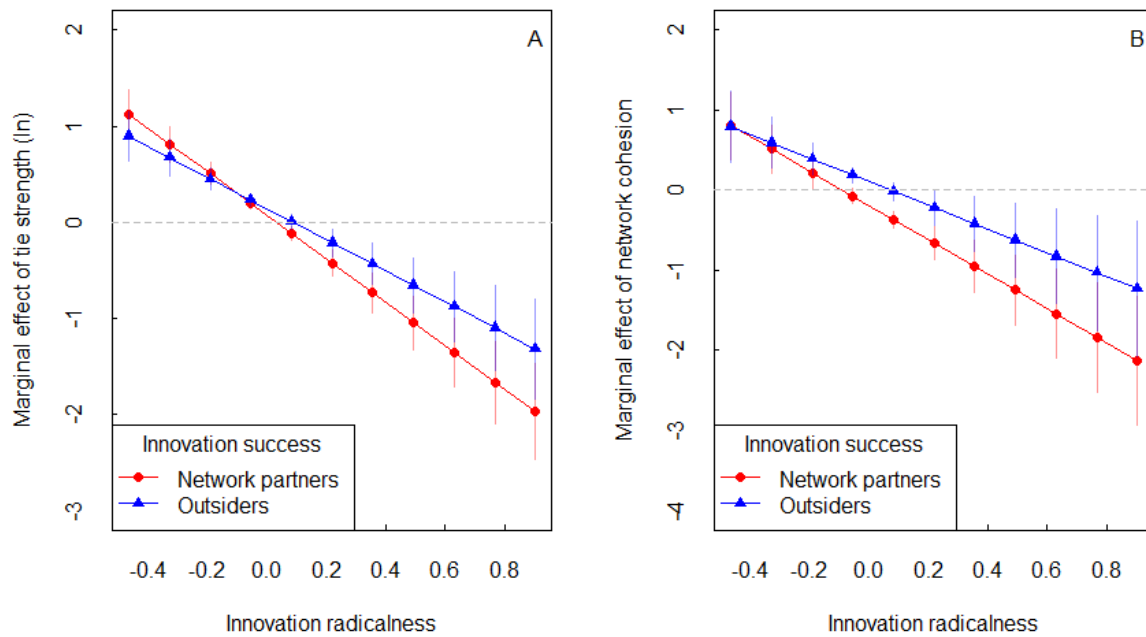 A
Marginal effect of tie strength (ln)
2
1
0
-1
-2
-3
Innovation success
Network partners
Outsiders
-0.4 -0.2 0.0 0.2 0.4 0.6 0.8
Innovation radicalness
B
Marginal effect of network cohesion
2
1
0
-1
-2
-3
-4
Innovation success
Network partners
Outsiders
-0.4 -0.2 0.0 0.2 0.4 0.6 0.8
Innovation radicalness